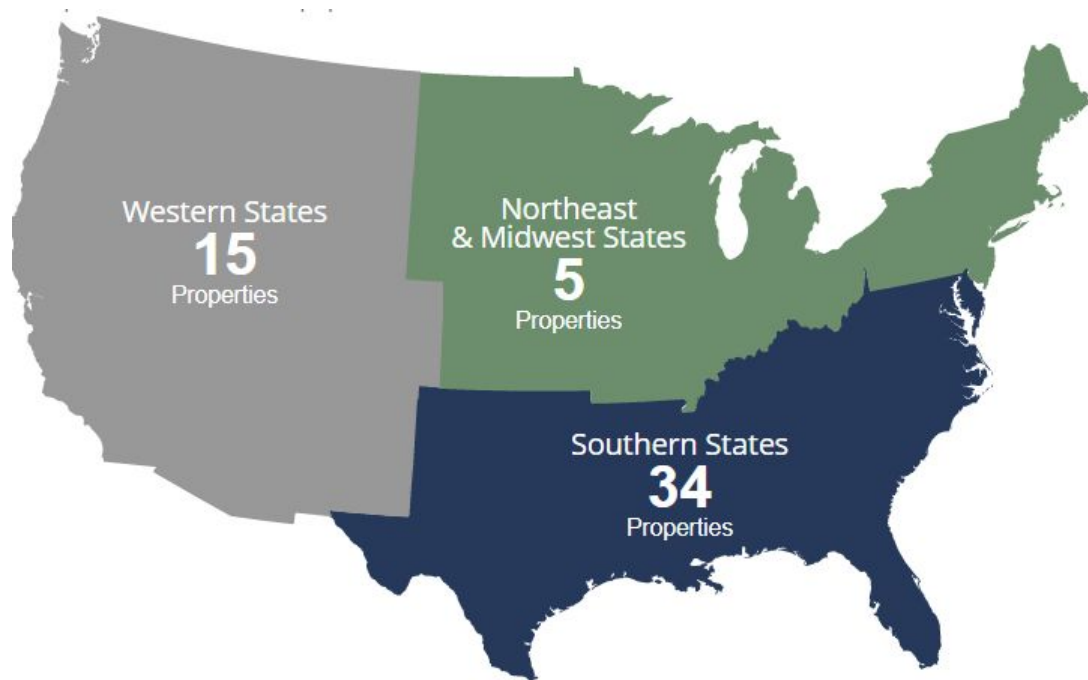 Western States
15
Properties
Northeast
& Midwest States
5
Properties
Southern States
34
Properties